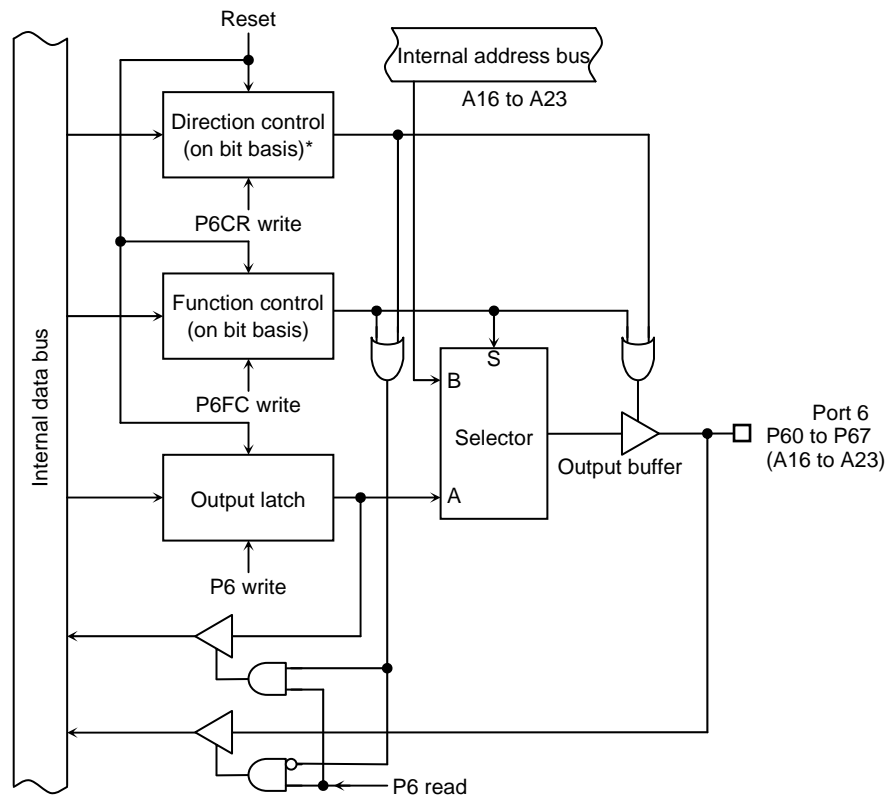 Reset
Internal address bus
A16 to A23
Direction control
(on bit basis)*
P6CR write
Function control
(on bit basis)
S
B
P6FC write
Internal data bus
Selector
Port 6
P60 to P67
(A16 to A23)
Output buffer
A
Output latch
P6 write
P6 read